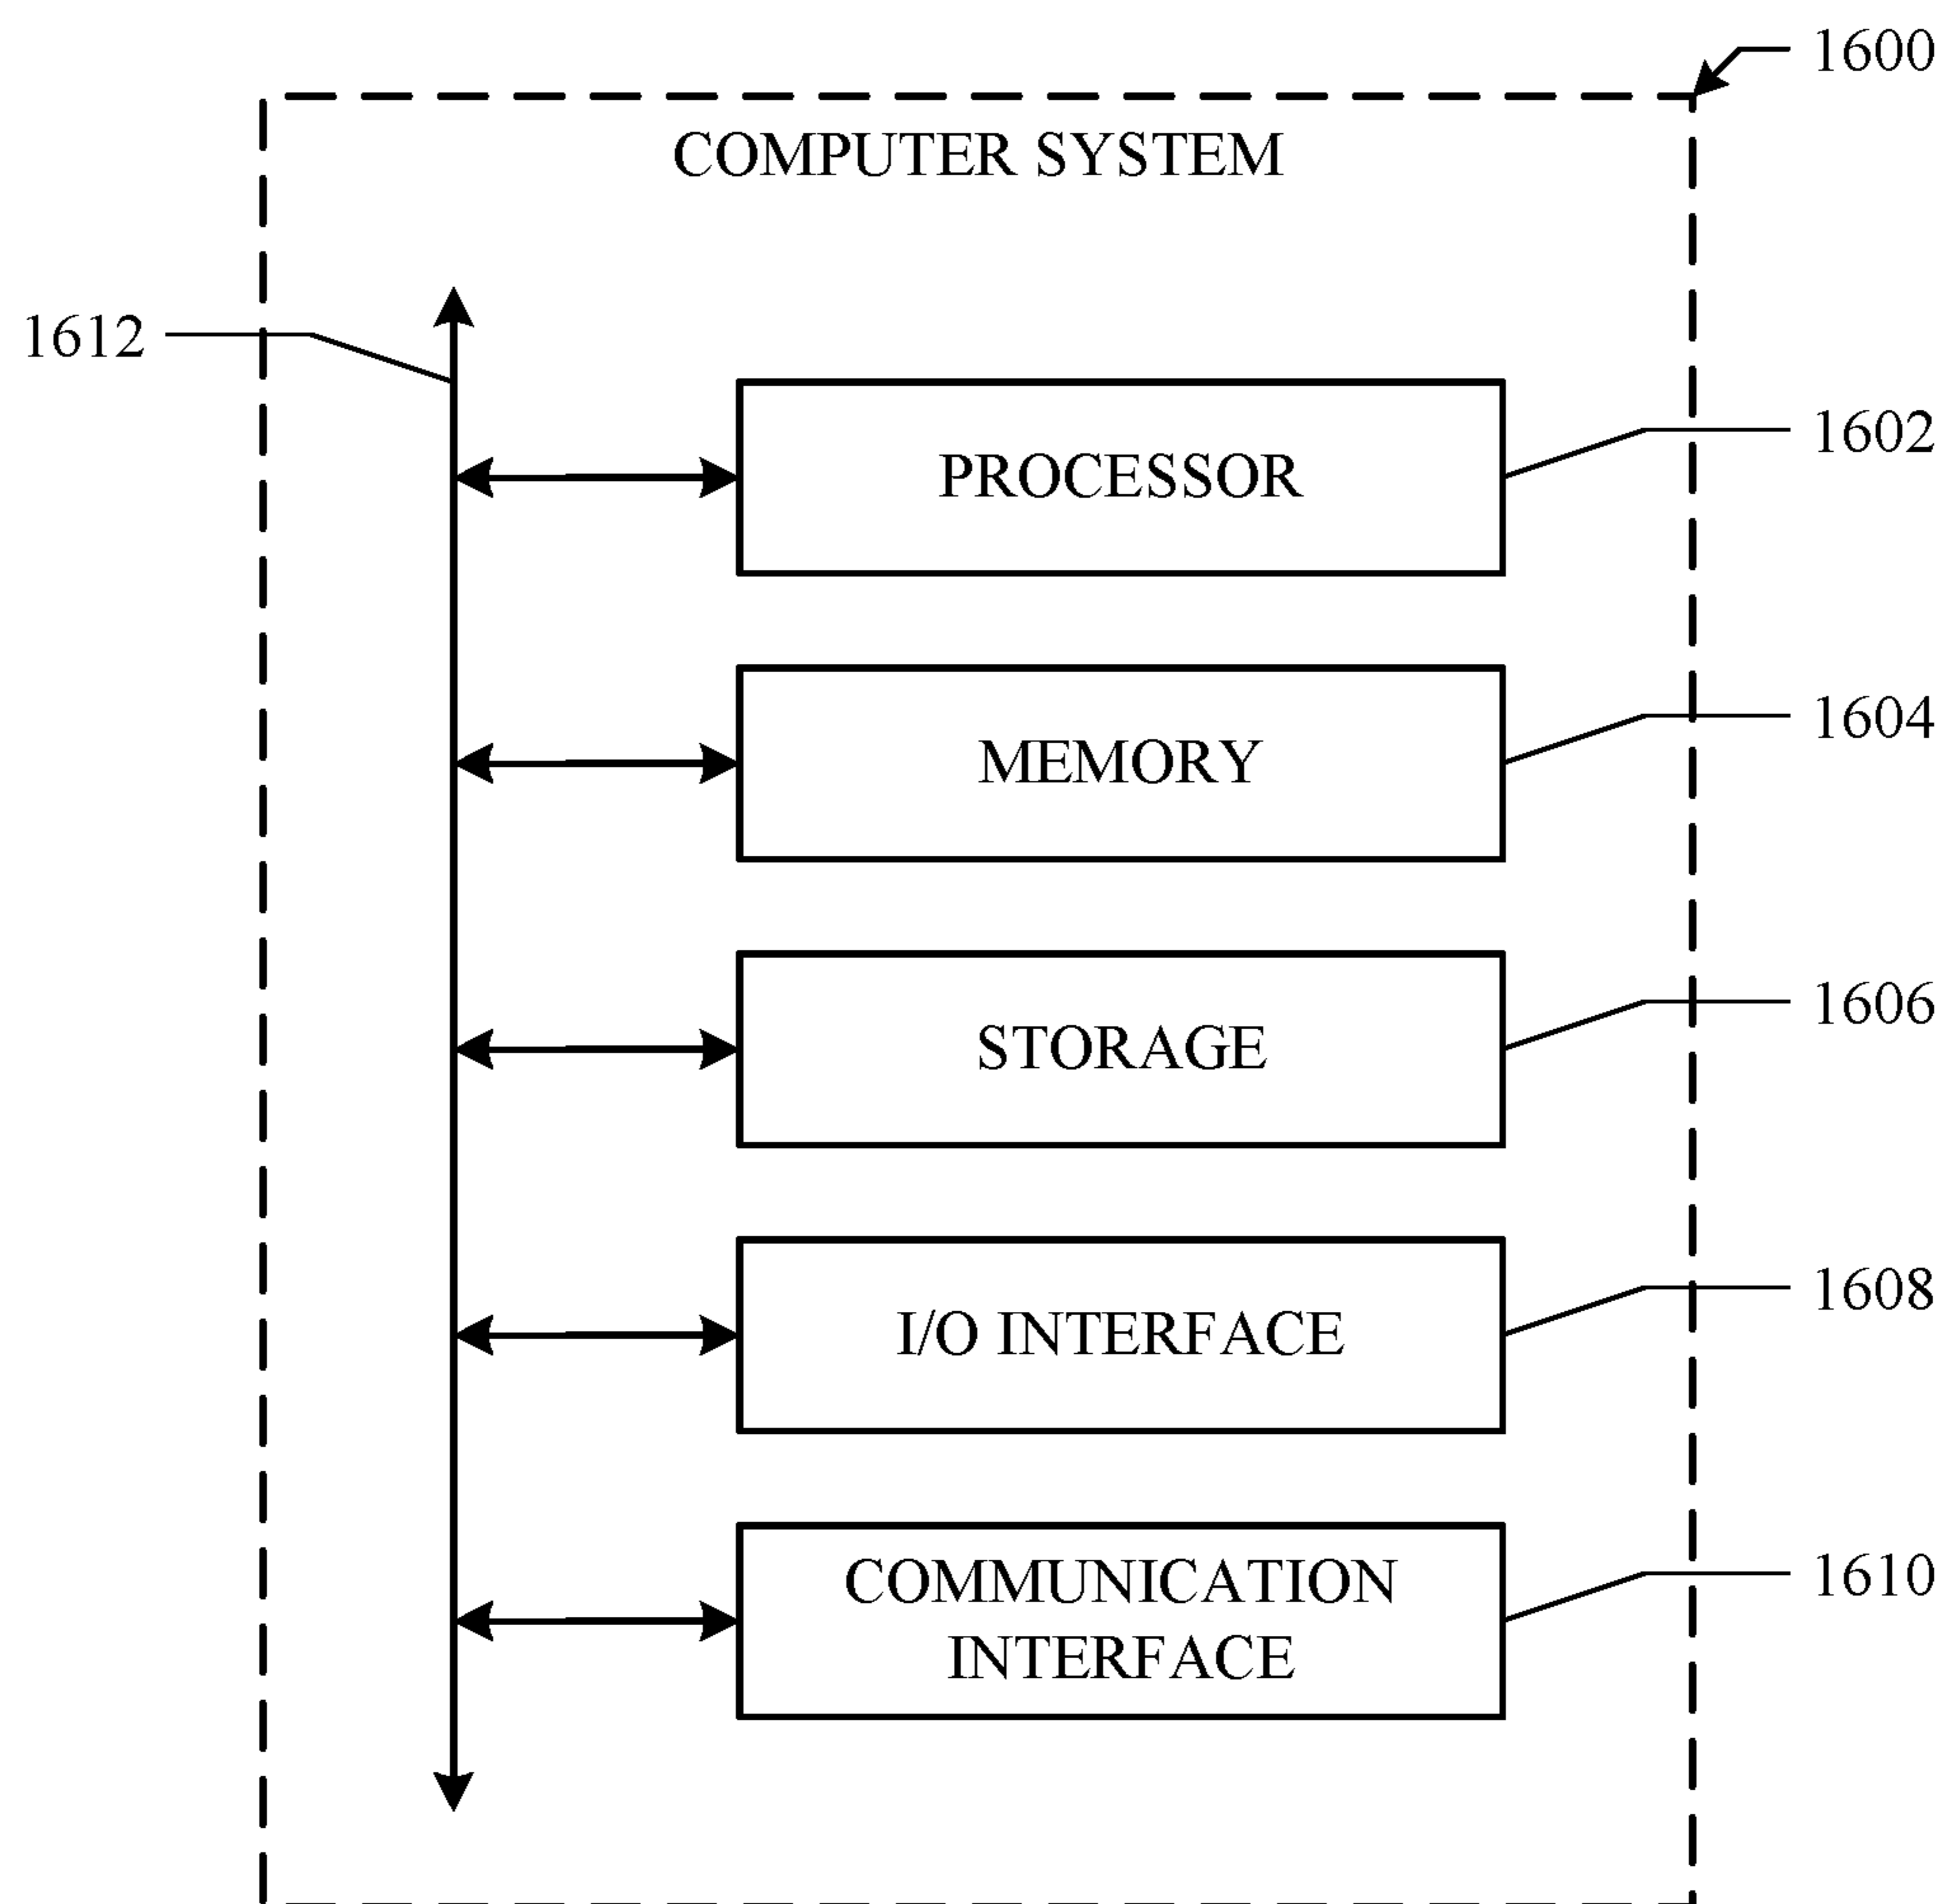 1600
COMPUTER SYSTEM
1612
PROCESSOR
1602
MEMORY
1604
STORAGE
1606
I/O INTERFACE
1608
COMMUNICATION
INTERFACE
1610